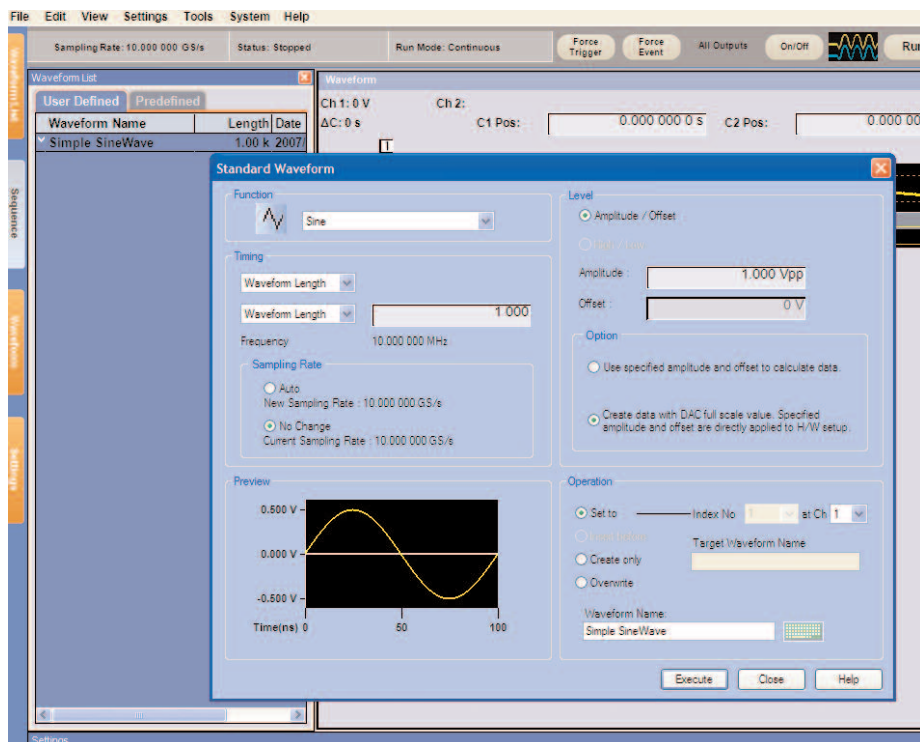 File Edit View Settings Tools System Help
Sampling Rate: 10.000 000 GS/s Status: Stopped Run Mode: Continuous Force Trigger Force Event All Outputs On/Off Run
Waveform List
Waveform List
User Defined Predefined
Waveform Name Length Date
Simple SineWave 1.00 k 2007/
Sequence
Waveform
Settings
Waveform
Ch 1: 0 V Ch 2:
ΔC: 0 s C1 Pos: 0.000 000 0 s C2 Pos: 0.000 00
1
Standard Waveform
Function
Sine
Timing
Waveform Length
Waveform Length 1.000
Frequency 10.000 000 MHz
Sampling Rate
Auto
New Sampling Rate : 10.000 000 GS/s
No Change
Current Sampling Rate : 10.000 000 GS/s
Level
Amplitude / Offset
Amplitude : 1.000 Vpp
Offset : 0 V
Option
Use specified amplitude and offset to calculate data.
Create data with DAC full scale value. Specified
amplitude and offset are directly applied to H/W setup.
Preview
0.500 V
0.000 V
-0.500 V
Time(ns) 0 50 100
Operation
Set to Index No 1 at Ch 1
Target Waveform Name
Create only
Overwrite
Waveform Name:
Simple SineWave
Execute Close Help
Settings